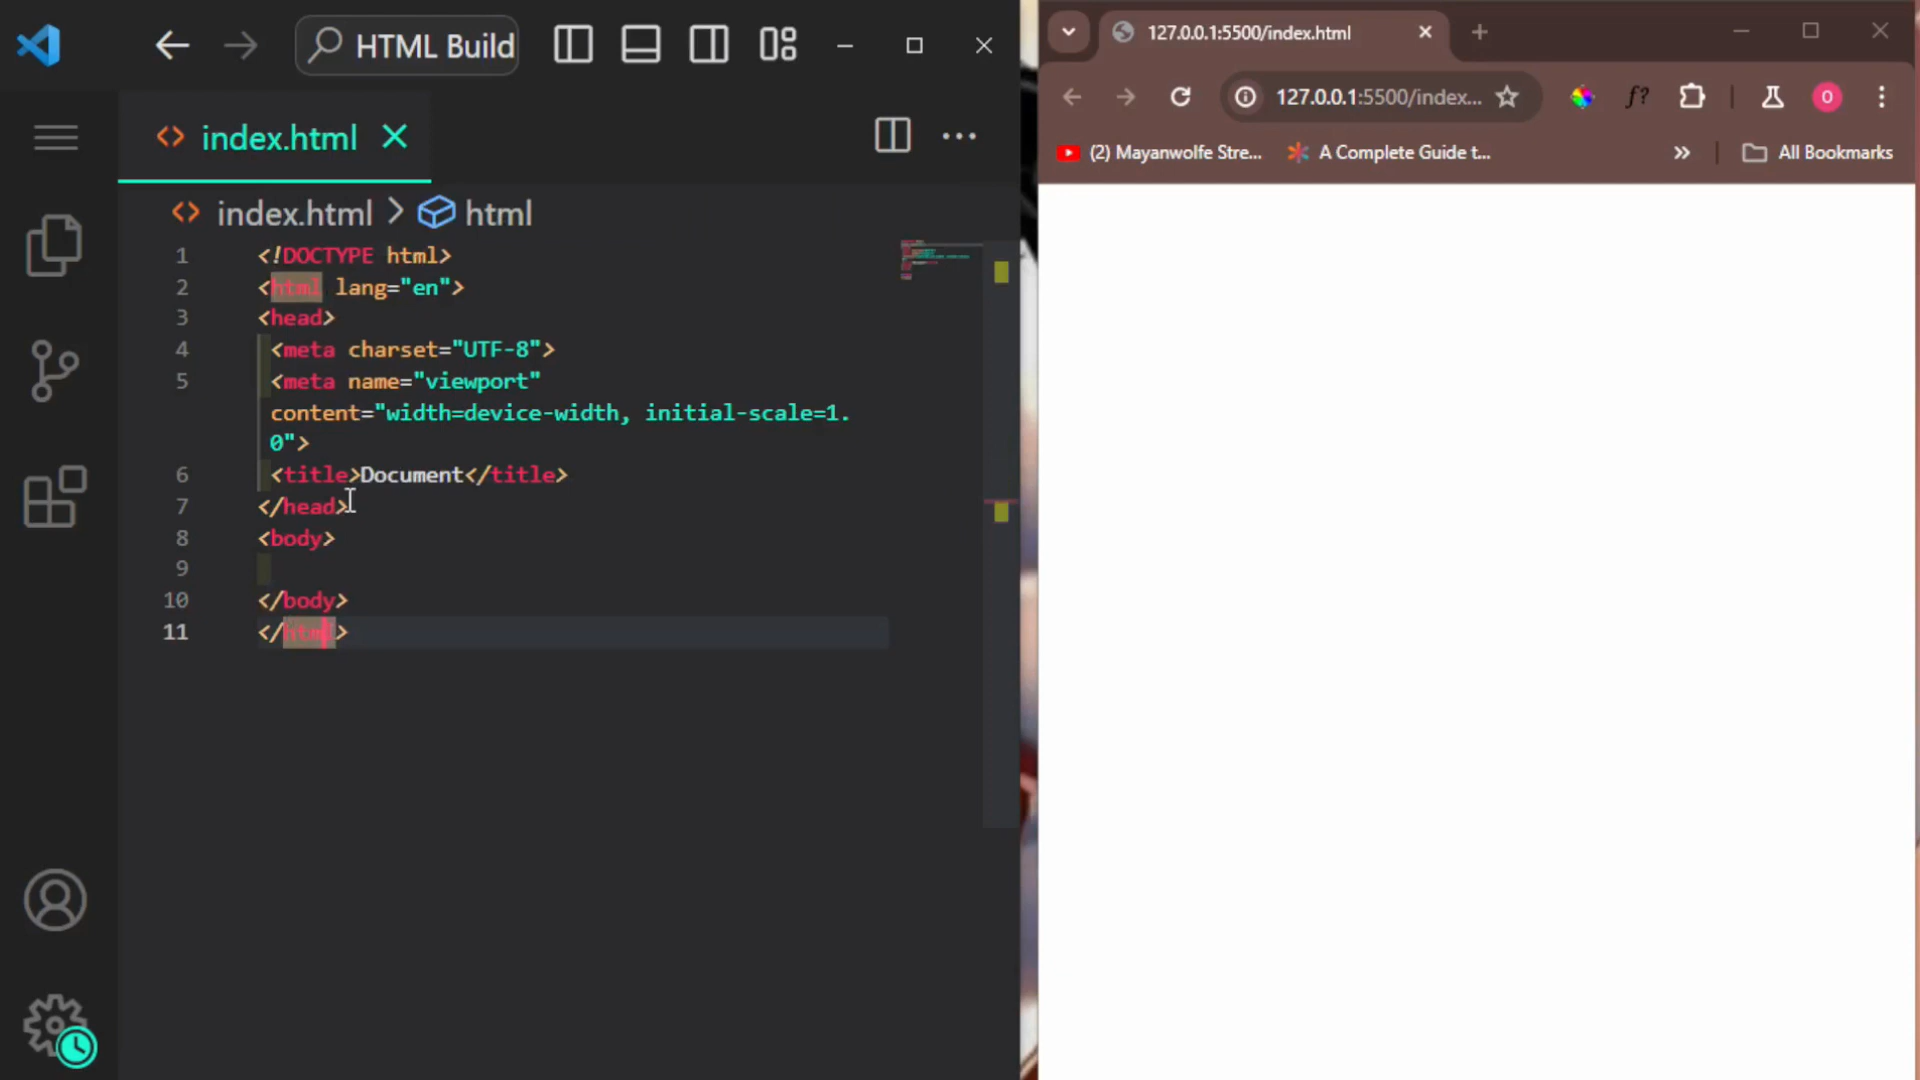 HTML Build
index.html
index.html > html
1 <!DOCTYPE html>
2 <html lang="en">
3 <head>
4 <meta charset="UTF-8">
5 <meta name="viewport"
content="width=device-width, initial-scale=1.
0">
6 <title>Document</title>
7 </head>
8 <body>
9
10 </body>
11 </html>
127.0.0.1:5500/index.html
127.0.0.1:5500/index...
f?
O
(2) Mayanwolfe Stre...
A Complete Guide t...
All Bookmarks